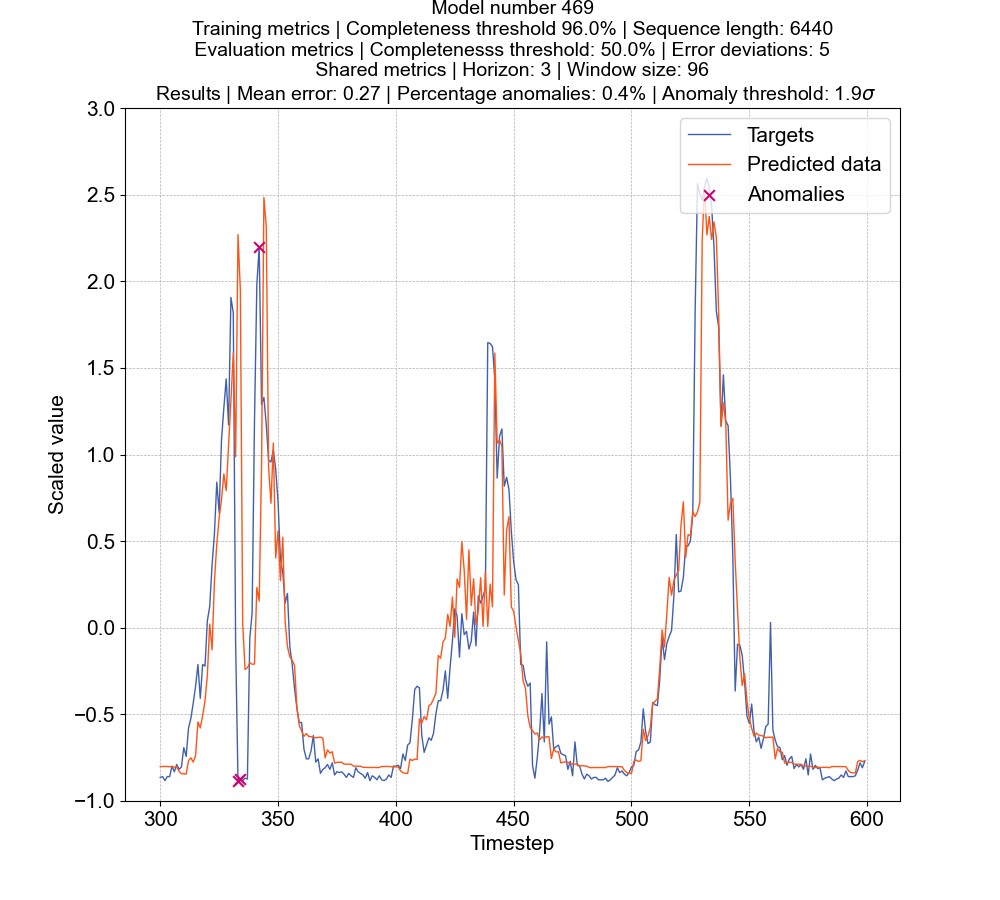 Model number 469
Training metrics | Completeness threshold 96.0% | Sequence length: 6440
Evaluation metrics | Completenesss threshold: 50.0% | Error deviations: 5
Shared metrics | Horizon: 3 | Window size: 96
Results | Mean error: 0.27 | Percentage anomalies: 0.4% | Anomaly threshold: 1.9σ
3.0
2.5
2.0
1.5
1.0
0.5
0.0
−0.5
−1.0
Scaled value
Targets
Predicted data
Anomalies
300 350 400 450 500 550 600
Timestep